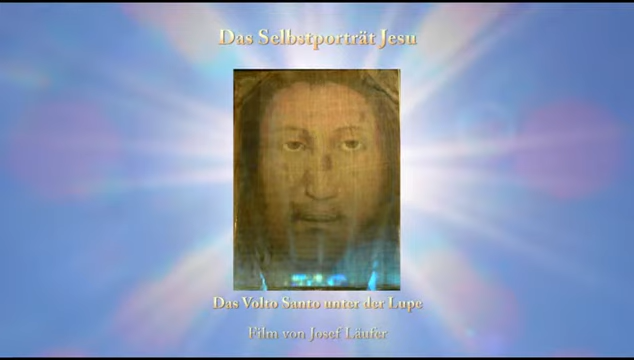 Das Selbstporträt Jesu
Das Volto Santo unter der Lupe
Film von Josef Läufer